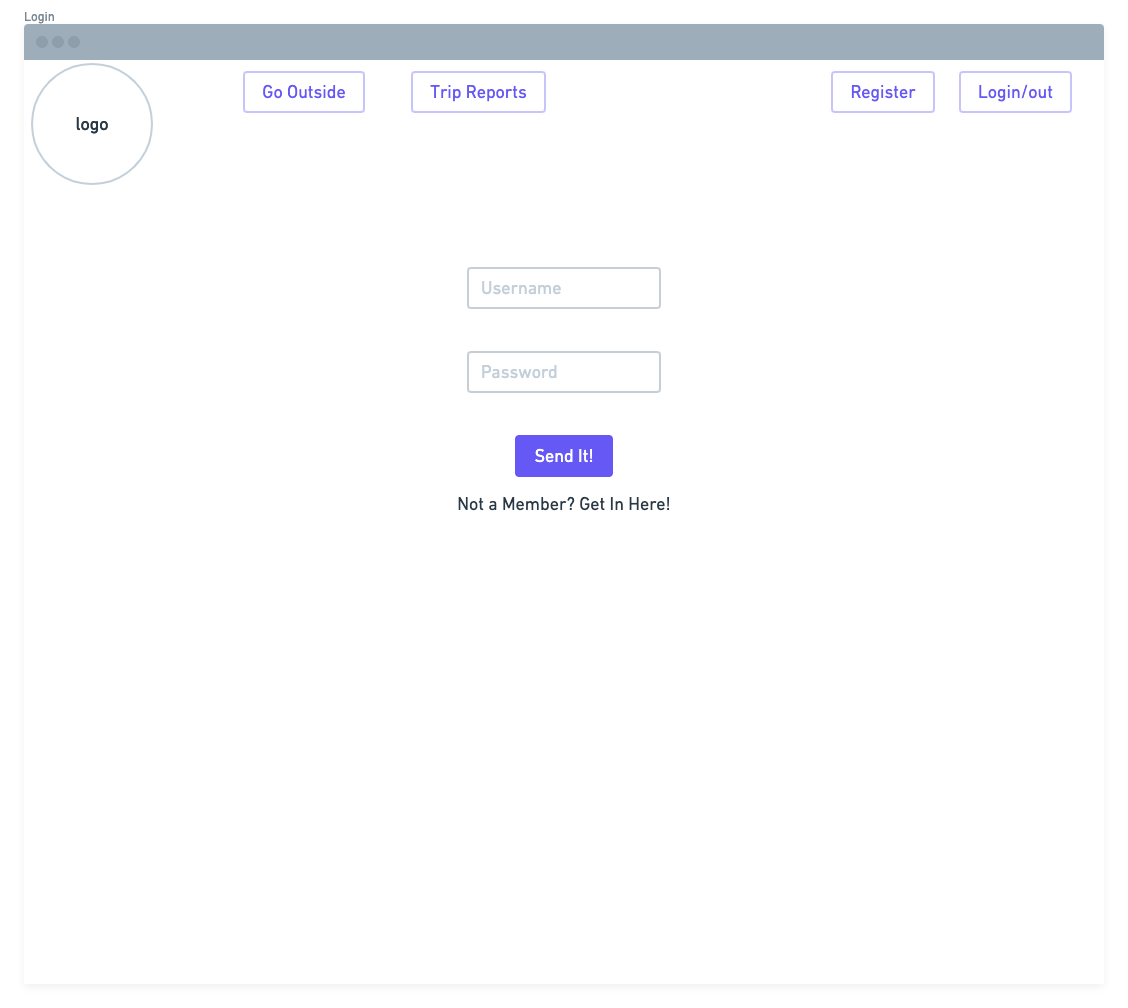 Login
logo
Go Outside
Trip Reports
Register
Login/out
Username
Password
Send It!
Not a Member? Get In Here!